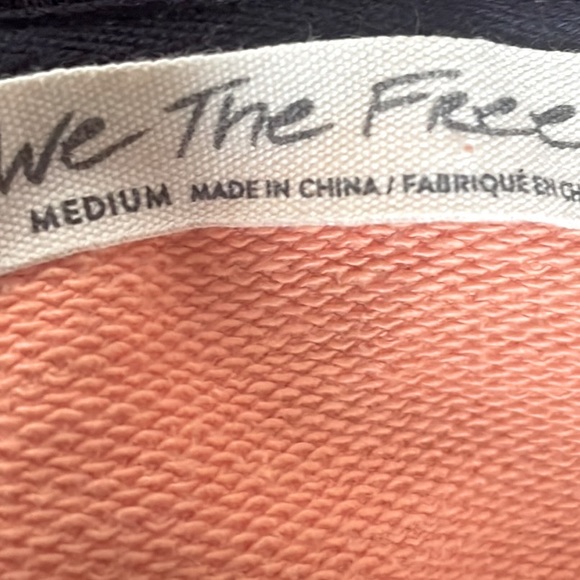 We The Free
MEDIUM MADE IN CHINA / FABRIQUÉ EN